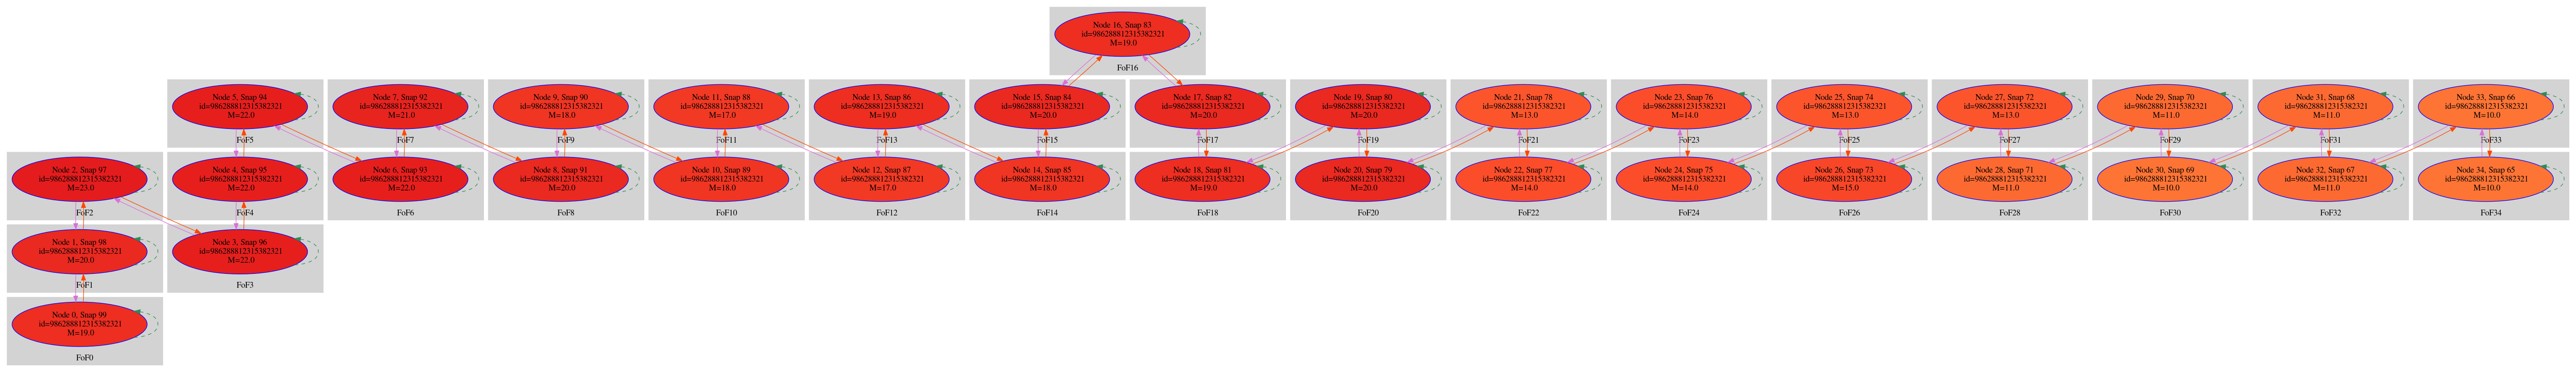 Node 16, Snap 83
id=986288812315382321
M=19.0
FoF16
Node 5, Snap 94
id=986288812315382321
M=22.0
FoF5
Node 7, Snap 92
id=986288812315382321
M=21.0
FoF7
Node 9, Snap 90
id=986288812315382321
M=18.0
FoF9
Node 11, Snap 88
id=986288812315382321
M=17.0
FoF11
Node 13, Snap 86
id=986288812315382321
M=19.0
FoF13
Node 15, Snap 84
id=986288812315382321
M=20.0
FoF15
Node 17, Snap 82
id=986288812315382321
M=20.0
FoF17
Node 19, Snap 80
id=986288812315382321
M=20.0
FoF19
Node 21, Snap 78
id=986288812315382321
M=13.0
FoF21
Node 23, Snap 76
id=986288812315382321
M=14.0
FoF23
Node 25, Snap 74
id=986288812315382321
M=13.0
FoF25
Node 27, Snap 72
id=986288812315382321
M=13.0
FoF27
Node 29, Snap 70
id=986288812315382321
M=11.0
FoF29
Node 31, Snap 68
id=986288812315382321
M=11.0
FoF31
Node 33, Snap 66
id=986288812315382321
M=10.0
FoF33
Node 2, Snap 97
id=986288812315382321
M=23.0
FoF2
Node 4, Snap 95
id=986288812315382321
M=22.0
FoF4
Node 6, Snap 93
id=986288812315382321
M=22.0
FoF6
Node 8, Snap 91
id=986288812315382321
M=20.0
FoF8
Node 10, Snap 89
id=986288812315382321
M=18.0
FoF10
Node 12, Snap 87
id=986288812315382321
M=17.0
FoF12
Node 14, Snap 85
id=986288812315382321
M=18.0
FoF14
Node 18, Snap 81
id=986288812315382321
M=19.0
FoF18
Node 20, Snap 79
id=986288812315382321
M=20.0
FoF20
Node 22, Snap 77
id=986288812315382321
M=14.0
FoF22
Node 24, Snap 75
id=986288812315382321
M=14.0
FoF24
Node 26, Snap 73
id=986288812315382321
M=15.0
FoF26
Node 28, Snap 71
id=986288812315382321
M=11.0
FoF28
Node 30, Snap 69
id=986288812315382321
M=10.0
FoF30
Node 32, Snap 67
id=986288812315382321
M=11.0
FoF32
Node 34, Snap 65
id=986288812315382321
M=10.0
FoF34
Node 1, Snap 98
id=986288812315382321
M=20.0
FoF1
Node 3, Snap 96
id=986288812315382321
M=22.0
FoF3
Node 0, Snap 99
id=986288812315382321
M=19.0
FoF0